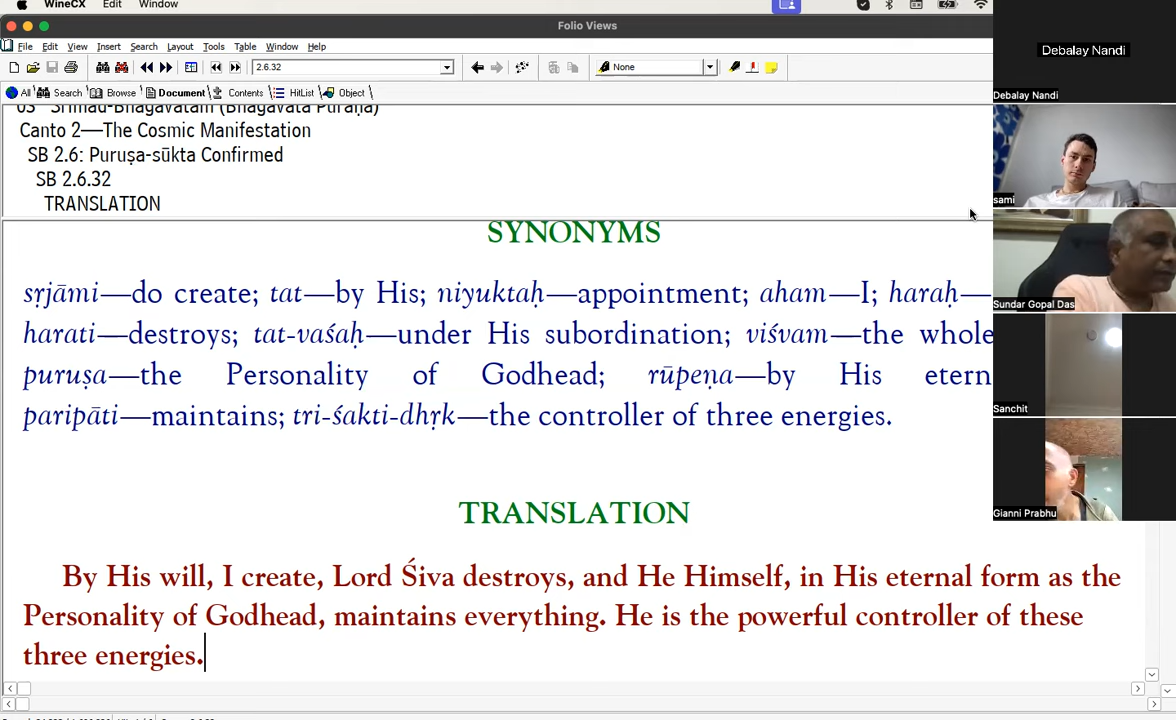 WineCX Edit Window
Folio Views
File Edit View Insert Search Layout Tools Table Window Help
2.6.32 None
All Search Browse Document Contents HitList Object
03 Srimad-Bhagavatam (Bhagavata Purāṇa)
Canto 2—The Cosmic Manifestation
SB 2.6: Puruṣa-sūkta Confirmed
SB 2.6.32
TRANSLATION
SYNONYMS
sṛjāmi—do create; tat—by His; niyuktaḥ—appointment; aham—I; haraḥ—
harati—destroys; tat-vaśaḥ—under His subordination; viśvam—the whole
puruṣa—the Personality of Godhead; rūpeṇa—by His etern
paripāti—maintains; tri-śakti-dhṛk—the controller of three energies.
TRANSLATION
By His will, I create, Lord Śiva destroys, and He Himself, in His eternal form as the
Personality of Godhead, maintains everything. He is the powerful controller of these
three energies.
Debalay Nandi
Debalay Nandi
sami
Sundar Gopal Das
Sanchit
Gianni Prabhu